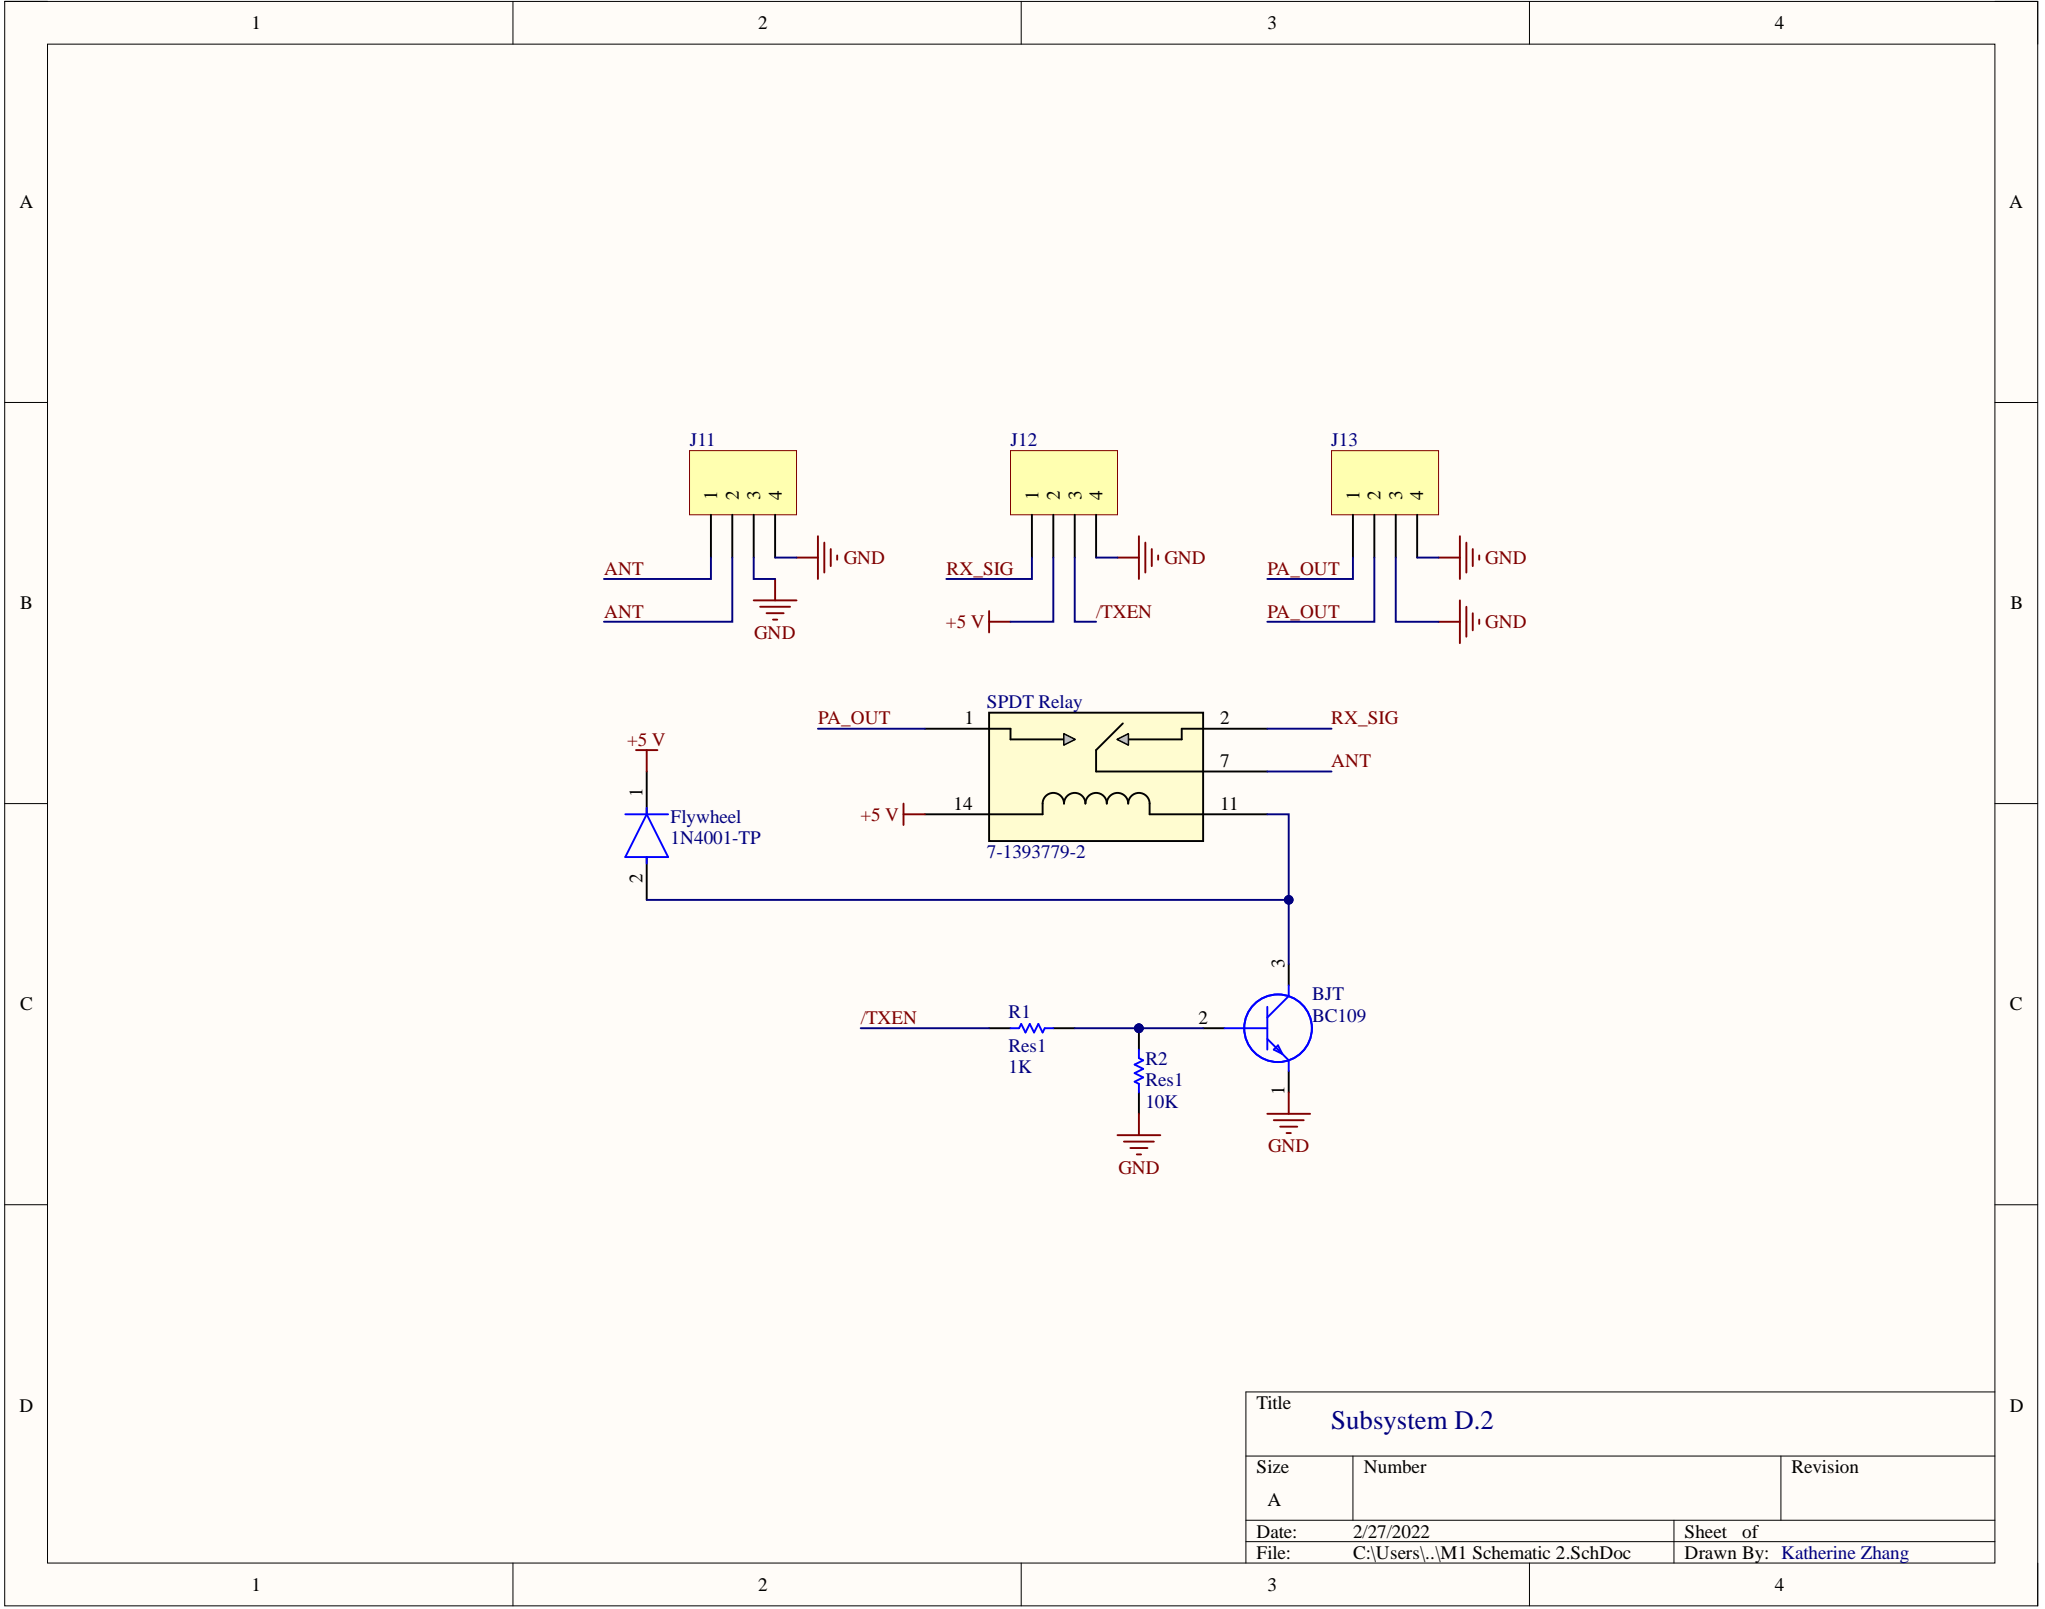 1 2 3 4
A A
J11 J12 J13
1 2 3 4 1 2 3 4 1 2 3 4
GND GND GND
ANT RX_SIG PA_OUT
B ANT +5 V /TXEN PA_OUT GND B
GND
SPDT Relay
PA_OUT 1 2 RX_SIG
+5 V
7 ANT
1
+5 V 14 11
Flywheel
1N4001-TP
7-1393779-2
2
3
BJT
C /TXEN R1 2 BC109 C
Res1
1K
R2
Res1
10K
1
GND
GND
D D
Title
Subsystem D.2
Size Number Revision
A
Date: 2/27/2022 Sheet of
File: C:\Users\..\M1 Schematic 2.SchDoc Drawn By: Katherine Zhang
1 2 3 4